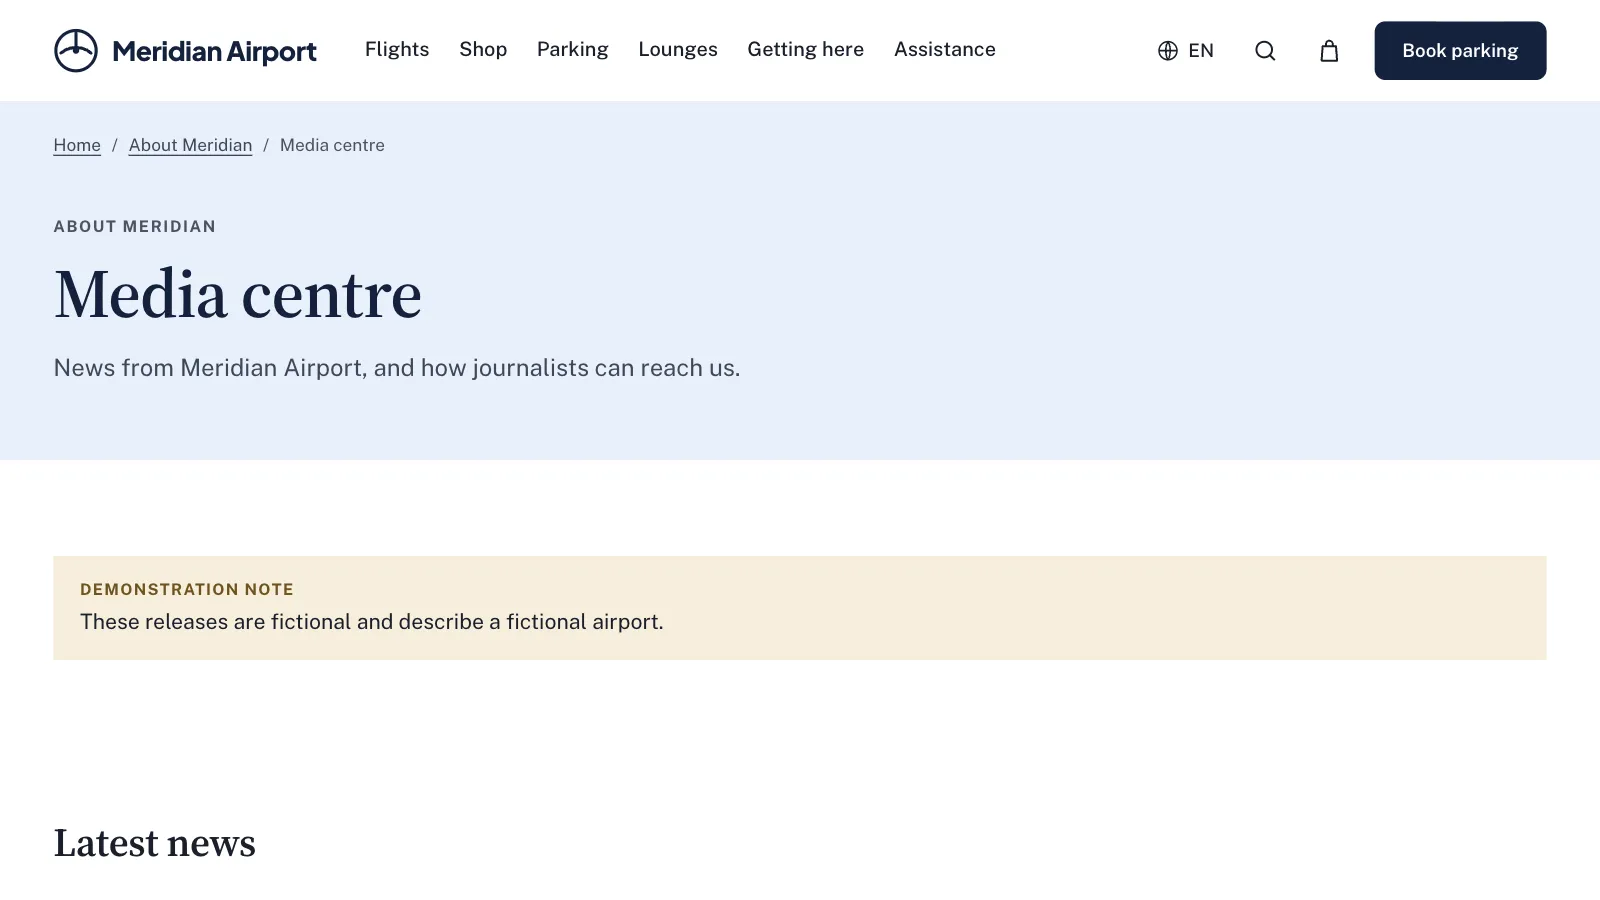 Meridian Airport
Flights
Shop
Parking
Lounges
Getting here
Assistance
EN
Book parking
Home / About Meridian / Media centre
ABOUT MERIDIAN
Media centre
News from Meridian Airport, and how journalists can reach us.
DEMONSTRATION NOTE
These releases are fictional and describe a fictional airport.
Latest news